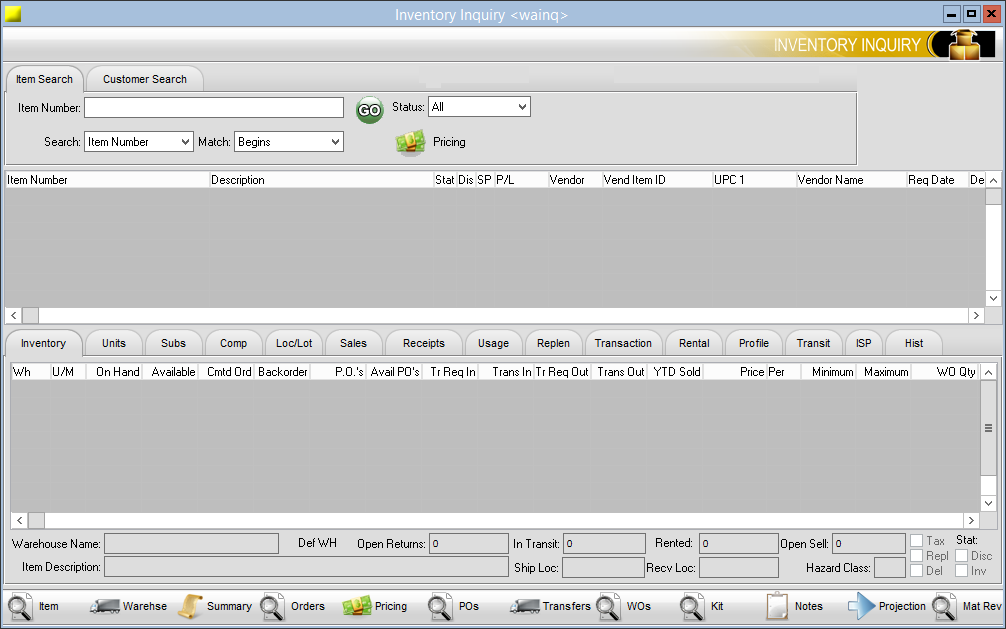 Inventory Inquiry <wainq>
INVENTORY INQUIRY
Item Search Customer Search
Item Number: GO Status: All
Search: Item Number Match: Begins Pricing
Item Number Description Stat Dis SP P/L Vendor Vend Item ID UPC 1 Vendor Name Req Date De
Inventory Units Subs Comp Loc/Lot Sales Receipts Usage Replen Transaction Rental Profile Transit ISP Hist
Wh U/M On Hand Available Cmtd Ord Backorder P.O.'s Avail PO's Tr Req In Trans In Tr Req Out Trans Out YTD Sold Price Per Minimum Maximum WO Qty
Warehouse Name: Def WH Open Returns: 0 In Transit: 0 Rented: 0 Open Sell: 0 Tax Stat:
Repl Disc
Item Description: Ship Loc: Recv Loc: Hazard Class: Del Inv
Item Warehse Summary Orders Pricing POs Transfers WOs Kit Notes Projection Mat Rev